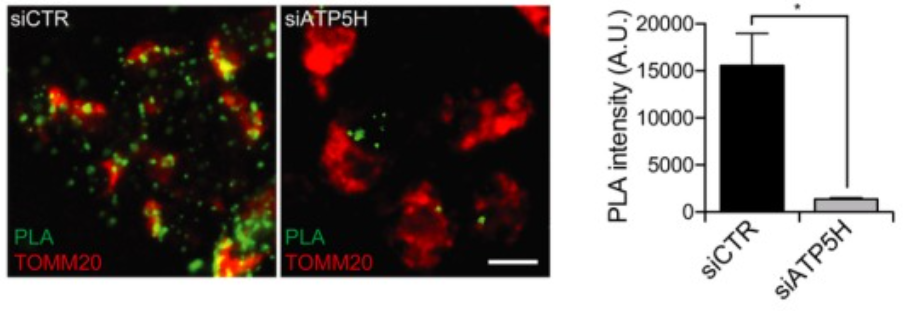 siCTR
PLA
TOMM20
siATP5H
PLA
TOMM20
PLA intensity (A.U.)
20000
15000
10000
5000
0
*
siCTR
siATP5H